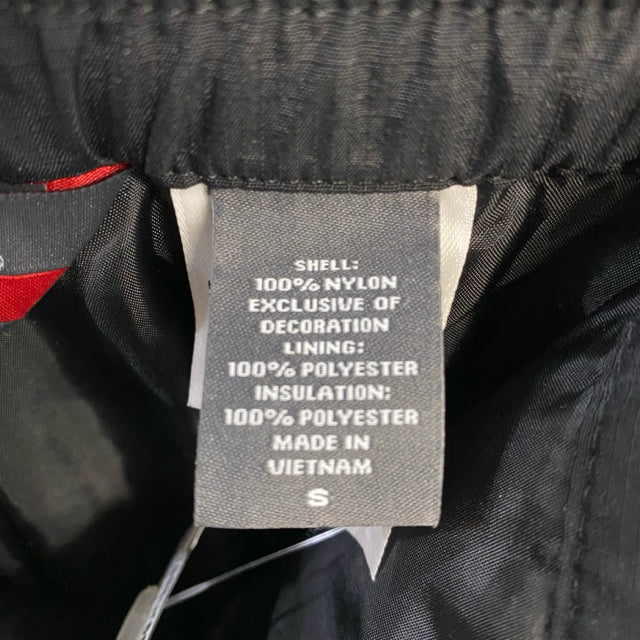 SHELL:
100% NYLON
EXCLUSIVE OF
DECORATION
LINING:
100% POLYESTER
INSULATION:
100% POLYESTER
MADE IN
VIETNAM
S